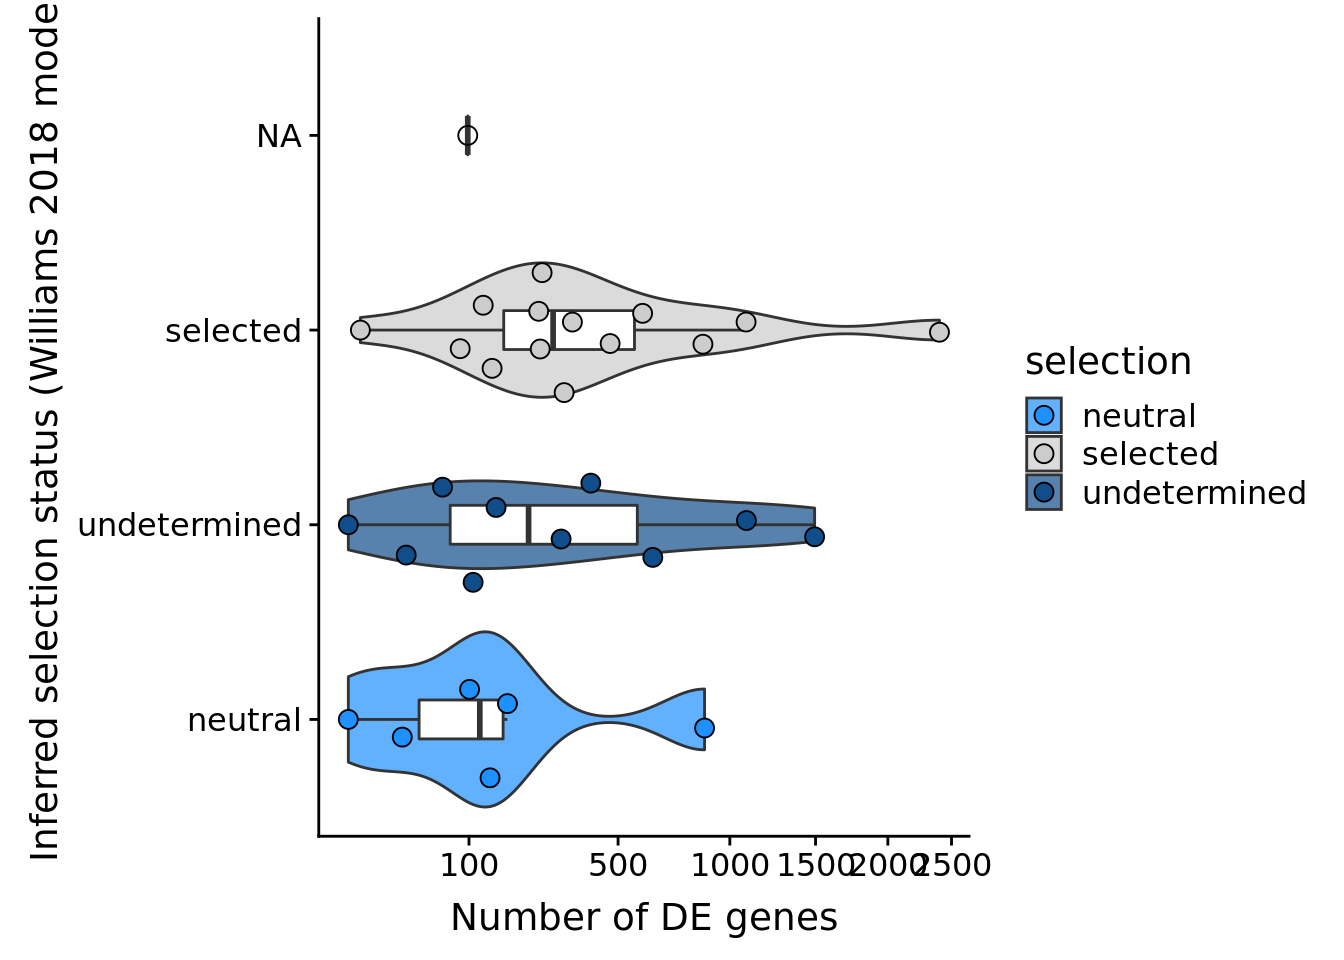 Inferred selection status (Williams 2018 mode
NA
selected
undetermined
neutral
100 500 1000 1500 2000 2500
Number of DE genes
selection
neutral
selected
undetermined